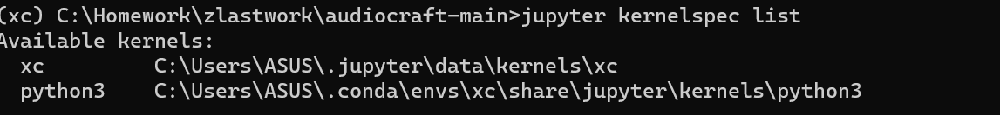 (xc) C:\Homework\zlastwork\audiocraft-main>jupyter kernelspec list
Available kernels:
  xc         C:\Users\ASUS\.jupyter\data\kernels\xc
  python3    C:\Users\ASUS\.conda\envs\xc\share\jupyter\kernels\python3